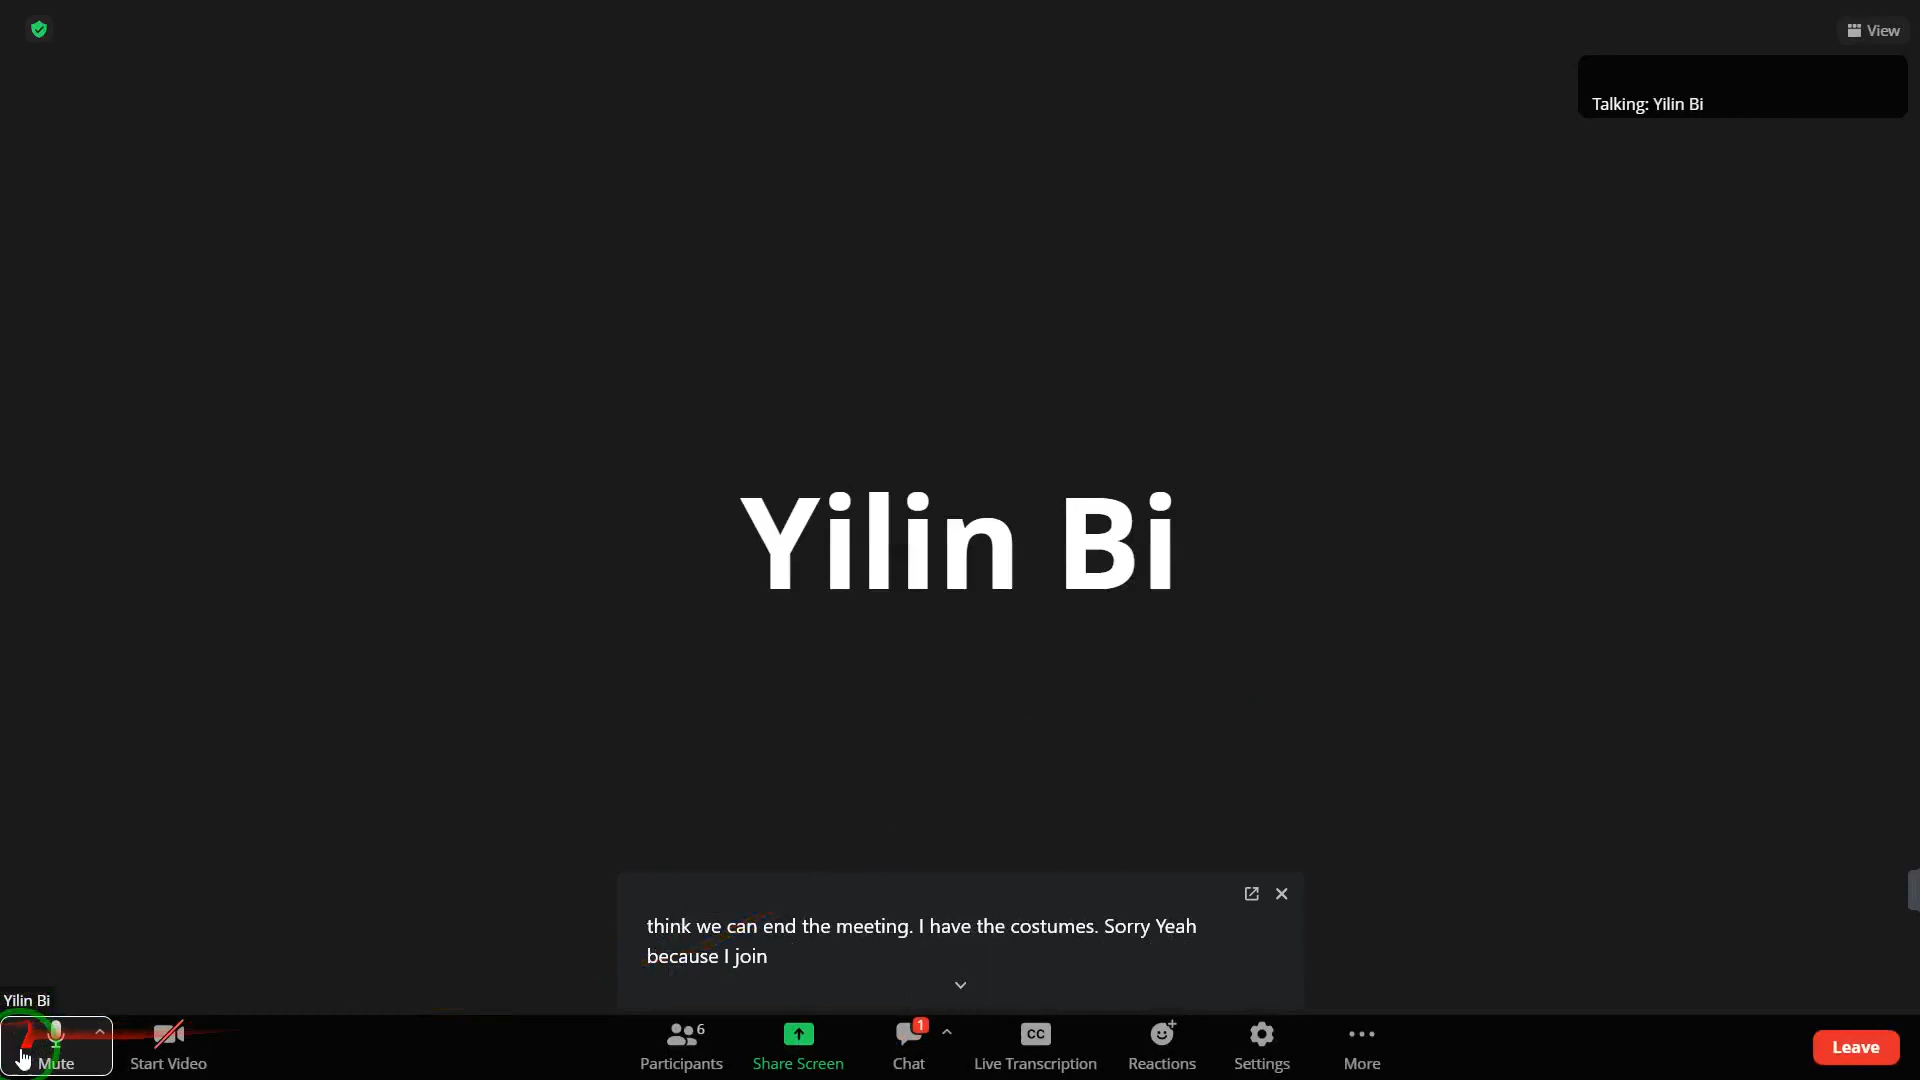 View
Talking: Yilin Bi
Yilin Bi
think we can end the meeting. I have the costumes. Sorry Yeah
because I join
Yilin Bi
Mute
Start Video
6
Participants
Share Screen
1
Chat
CC
Live Transcription
Reactions
Settings
More
Leave